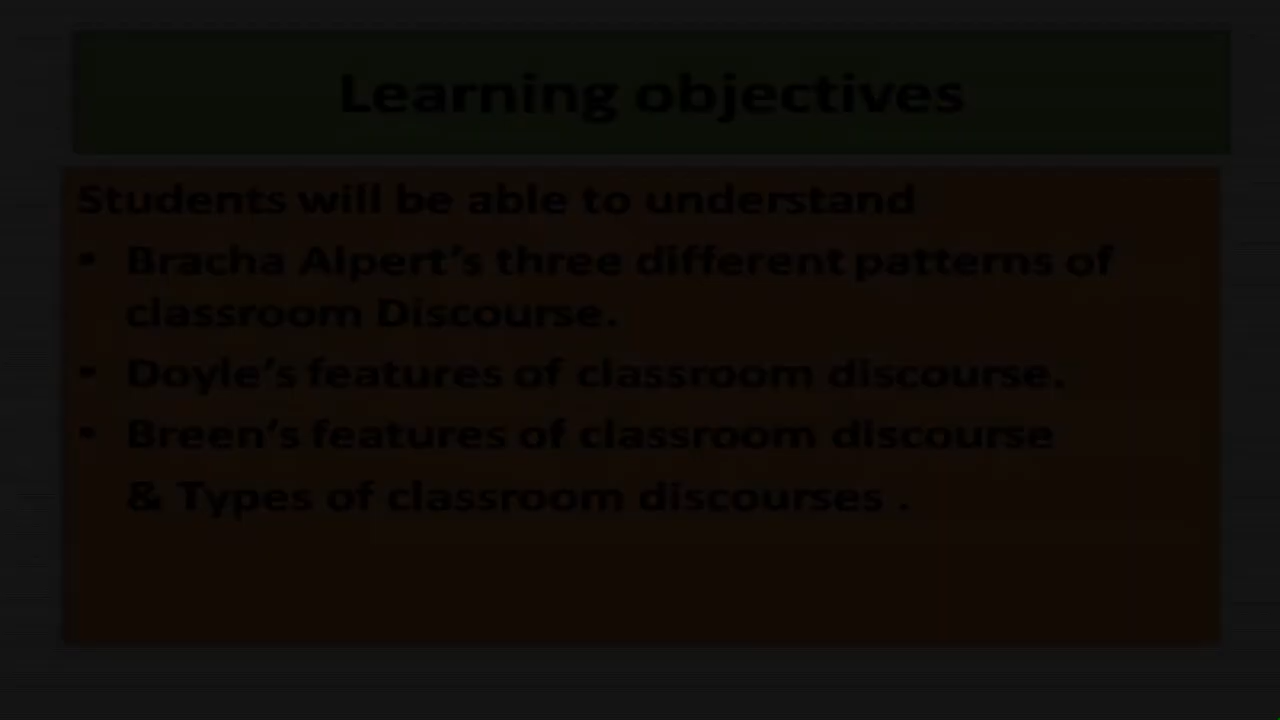 Learning objectives
Students will be able to understand
• Bracha Alpert's three different patterns of
classroom Discourse.
• Doyle's features of classroom discourse.
• Breen's features of classroom discourse
& Types of classroom discourses .